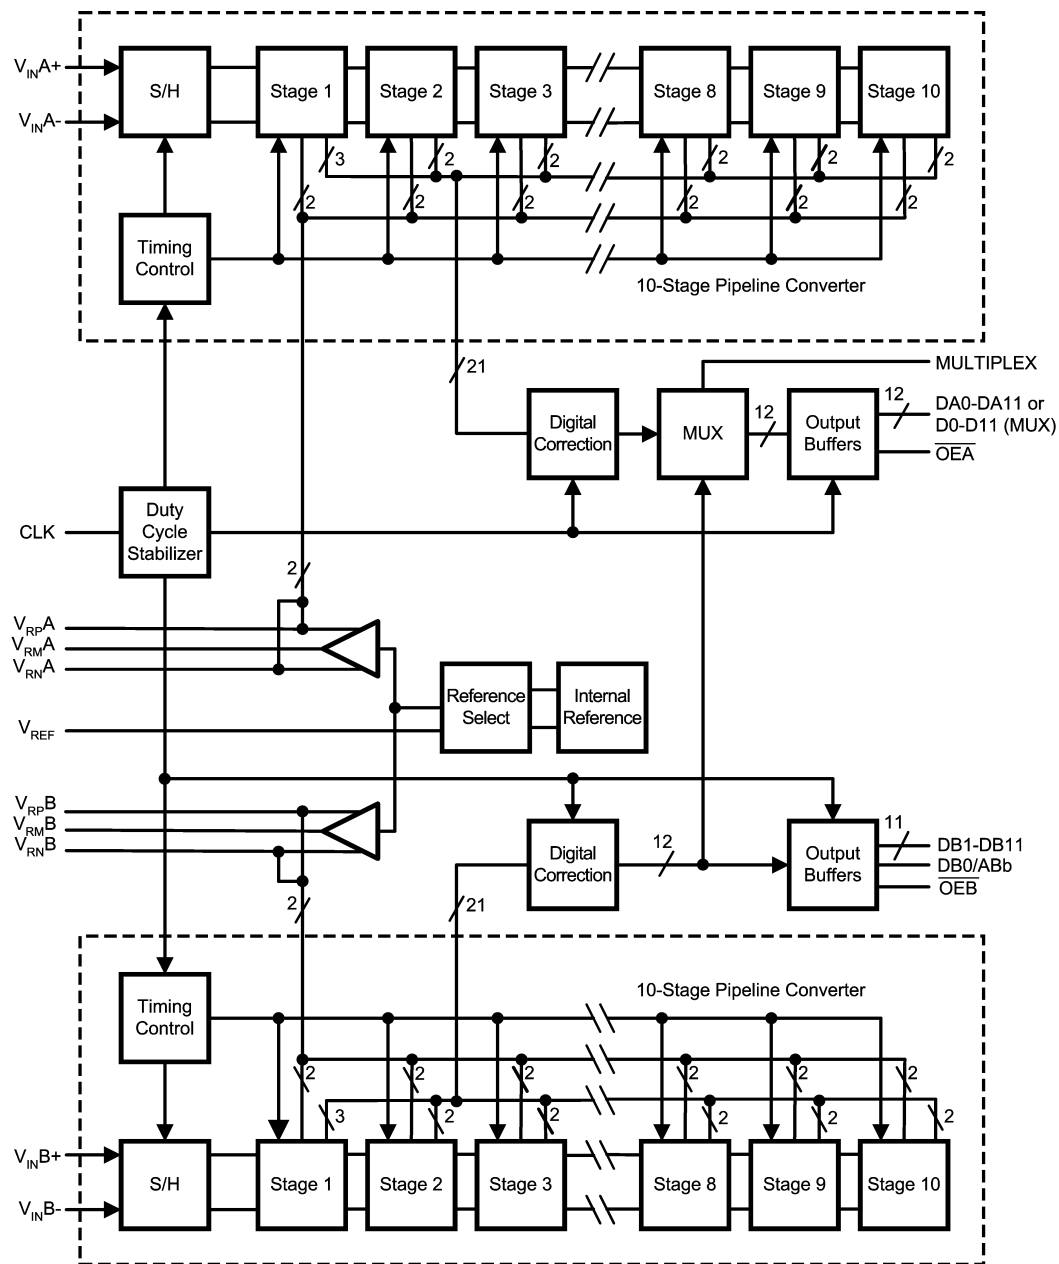 VINA+
S/H
Stage 1
Stage 2
Stage 3
Stage 8
Stage 9
Stage 10
VINA-
3
2
2
2
2
2
2
2
2
2
2
2
Timing
Control
10-Stage Pipeline Converter
21
MULTIPLEX
Digital
Correction
MUX
12
Output
Buffers
12
DA0-DA11 or
D0-D11 (MUX)
OEA
CLK
Duty
Cycle
Stabilizer
2
VRPA
VRMA
VRNA
Reference
Select
Internal
Reference
VREF
VRPB
VRMB
VRNB
Digital
Correction
12
Output
Buffers
11
DB1-DB11
DB0/ABb
OEB
2
21
Timing
Control
10-Stage Pipeline Converter
2
2
2
2
2
2
3
2
2
2
2
2
VINB+
S/H
Stage 1
Stage 2
Stage 3
Stage 8
Stage 9
Stage 10
VINB-